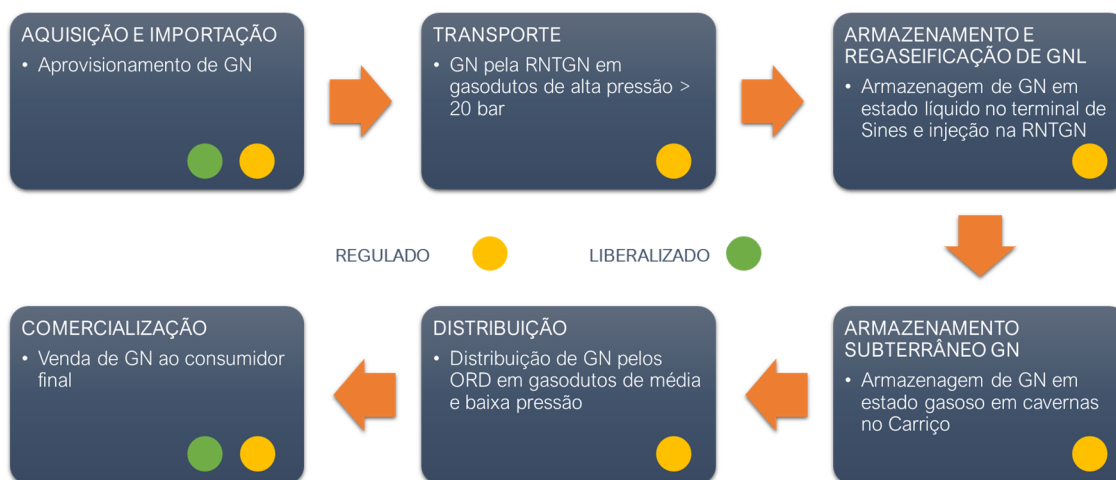 AQUISIÇÃO E IMPORTAÇÃO
• Aprovisionamento de GN
TRANSPORTE
• GN pela RNTGN em
gasodutos de alta pressão >
20 bar
ARMAZENAMENTO E
REGASEIFICAÇÃO DE GNL
• Armazenagem de GN em
estado líquido no terminal de
Sines e injeção na RNTGN
REGULADO
LIBERALIZADO
COMERCIALIZAÇÃO
• Venda de GN ao consumidor
final
DISTRIBUIÇÃO
• Distribuição de GN pelos
ORD em gasodutos de média
e baixa pressão
ARMAZENAMENTO
SUBTERRÂNEO GN
• Armazenagem de GN em
estado gasoso em cavernas
no Carriço